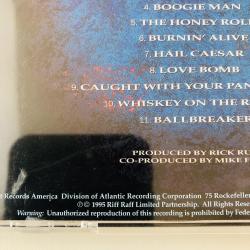 4. BOOGIE MAN
5. THE HONEY ROLL
6. BURNIN' ALIVE
7. HAIL CAESAR
8. LOVE BOMB
9. CAUGHT WITH YOUR PAN
10. WHISKEY ON THE R
11. BALLBREAKER
PRODUCED BY RICK RU
CO-PRODUCED BY MIKE F
t Records America Division of Atlantic Recording Corporation 75 Rockefeller
℗© 1995 Riff Raff Limited Partnership. All Rights Rese
Warning: Unauthorized reproduction of this recording is prohibited by Fede